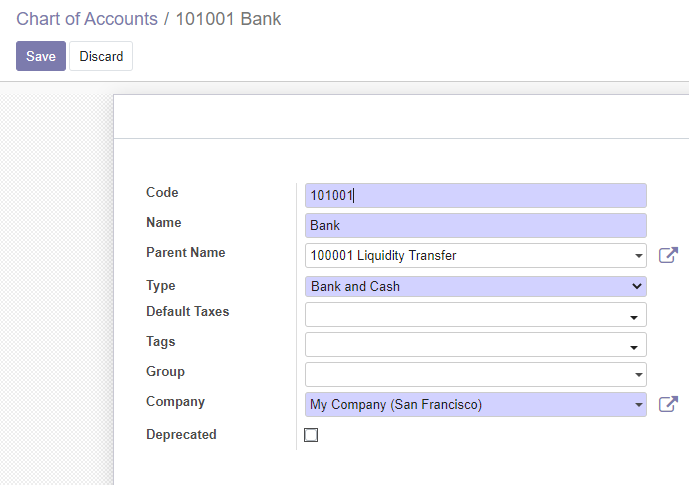 Chart of Accounts / 101001 Bank
Save Discard
Code 101001
Name Bank
Parent Name 100001 Liquidity Transfer
Type Bank and Cash
Default Taxes
Tags
Group
Company My Company (San Francisco)
Deprecated